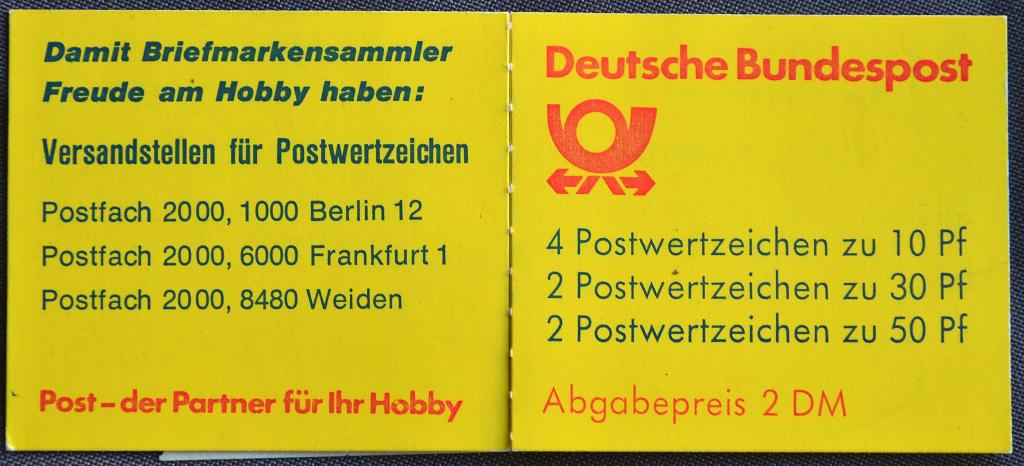 Damit Briefmarkensammler
Freude am Hobby haben:
Versandstellen für Postwertzeichen
Postfach 2000, 1000 Berlin 12
Postfach 2000, 6000 Frankfurt 1
Postfach 2000, 8480 Weiden
Post – der Partner für Ihr Hobby
Deutsche Bundespost
4 Postwertzeichen zu 10 Pf
2 Postwertzeichen zu 30 Pf
2 Postwertzeichen zu 50 Pf
Abgabepreis 2 DM